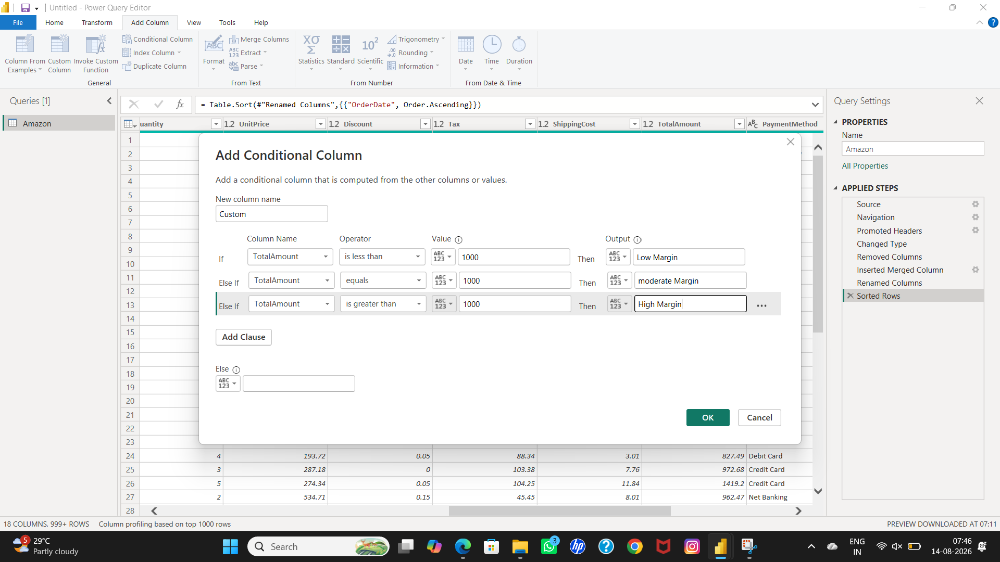 Untitled - Power Query Editor
File Home Transform Add Column View Tools Help
Column From Examples
Custom Column
Invoke Custom Function
Conditional Column
Index Column
Duplicate Column
General
Format
Merge Columns
Extract
Parse
From Text
Statistics
Standard
Scientific
Trigonometry
Rounding
Information
From Number
Date
Time
Duration
From Date & Time
Queries [1]
Amazon
= Table.Sort(#"Renamed Columns",{{"OrderDate", Order.Ascending}})
uantity 1.2 UnitPrice 1.2 Discount 1.2 Tax 1.2 ShippingCost 1.2 TotalAmount ABC PaymentMethod
1
2
3
4
5
6
7
8
9
10
11
12
13
14
15
16
17
18
19
20
21
22
23
24 4 193.72 0.05 88.34 3.01 827.49 Debit Card
25 3 287.18 0 103.38 7.76 972.68 Credit Card
26 5 274.34 0.05 104.25 11.84 1419.2 Credit Card
27 2 534.71 0.15 45.45 8.01 962.47 Net Banking
28
Add Conditional Column
Add a conditional column that is computed from the other columns or values.
New column name
Custom
Column Name Operator Value Output
If TotalAmount is less than ABC 123 1000 Then ABC 123 Low Margin
Else If TotalAmount equals ABC 123 1000 Then ABC 123 moderate Margin
Else If TotalAmount is greater than ABC 123 1000 Then ABC 123 High Margin ...
Add Clause
Else
ABC 123
OK Cancel
Query Settings
PROPERTIES
Name
Amazon
All Properties
APPLIED STEPS
Source
Navigation
Promoted Headers
Changed Type
Removed Columns
Inserted Merged Column
Renamed Columns
Sorted Rows
18 COLUMNS, 999+ ROWS Column profiling based on top 1000 rows PREVIEW DOWNLOADED AT 07:11
5 29°C
Partly cloudy
Search
3
hp
ENG
IN
07:46
14-08-2026